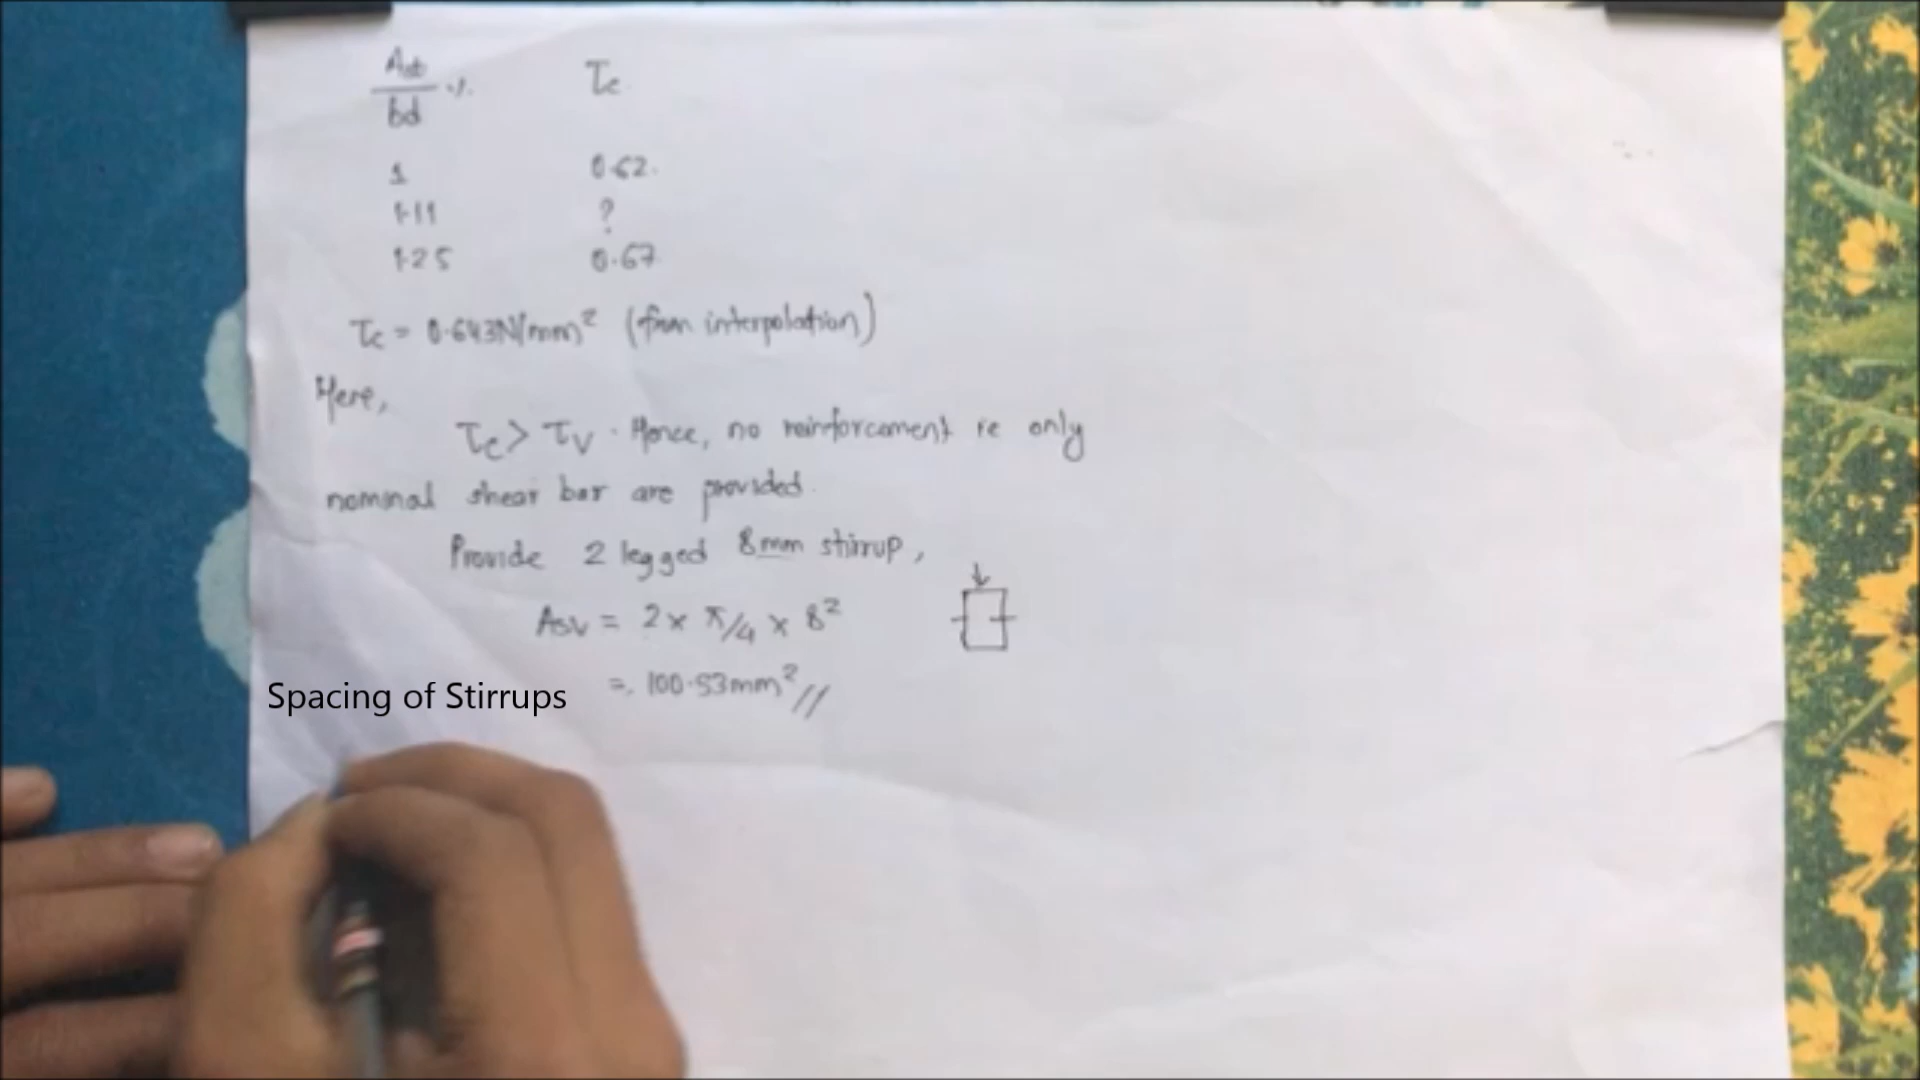 Ast/bd % τc
1 0.62.
1.11 ?
1.25 0.67
τc = 0.643N/mm² (from interpolation)
Here,
τc > τv . Hence, no reinforcement ie only
nominal shear bar are provided.
Provide 2 legged 8mm stirrup,
Asv = 2 x π/4 x 8²
=. 100.53mm²//
Spacing of Stirrups